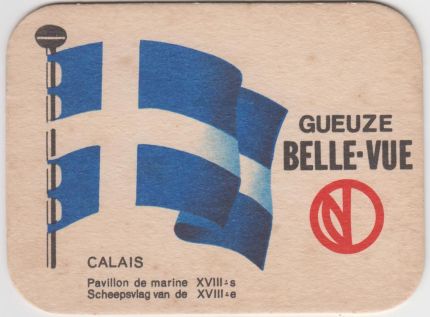 GUEUZE
BELLE-VUE
CALAIS
Pavillon de marine XVIII-s
Scheepsvlag van de XVIII-e